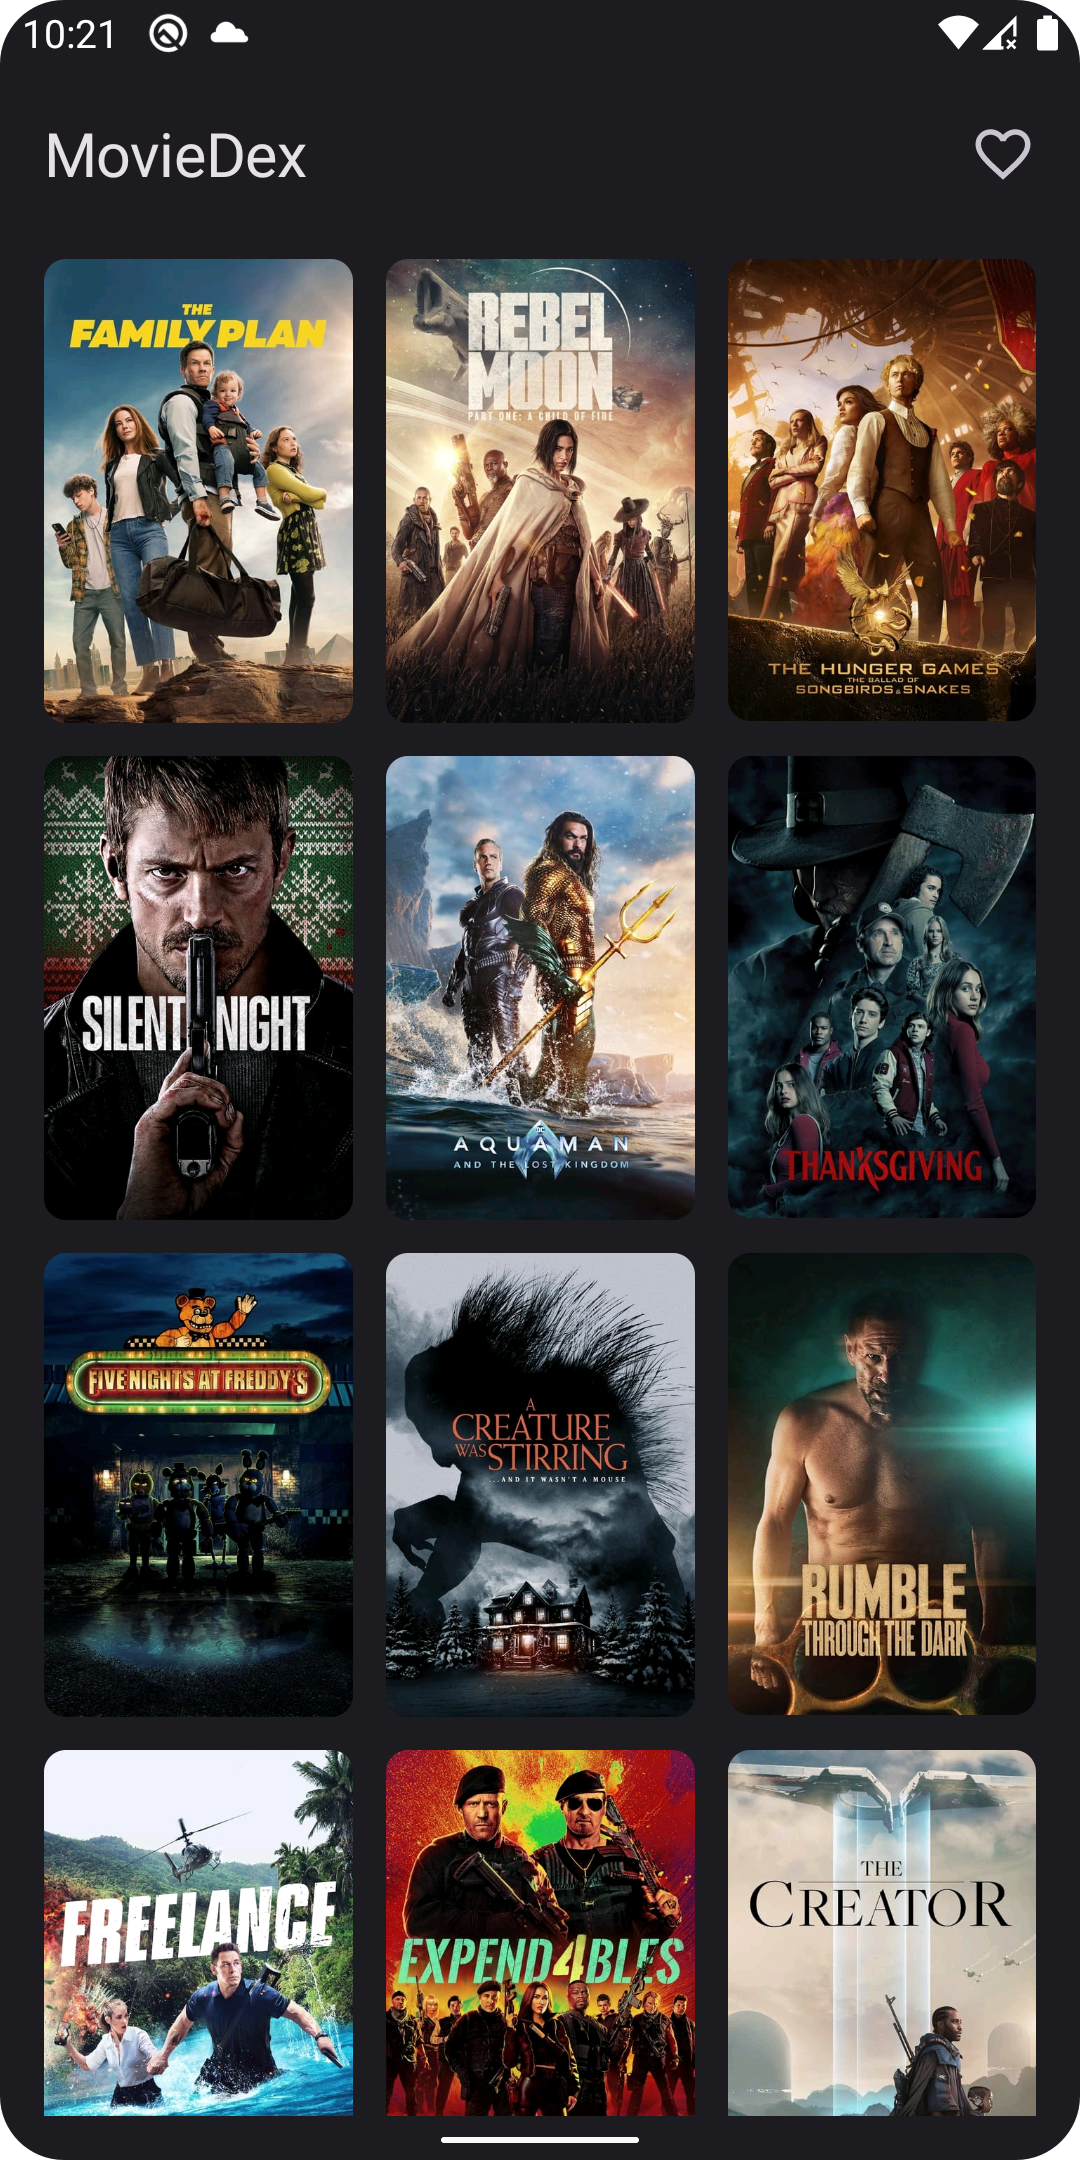 10:21
MovieDex
THE
FAMILY PLAN
REBEL
MOON
PART ONE: A CHILD OF FIRE
THE HUNGER GAMES
THE BALLAD OF
SONGBIRDS & SNAKES
SILENT NIGHT
DC
AQUAMAN
AND THE LOST KINGDOM
THANKSGIVING
FIVE NIGHTS AT FREDDY'S
A
CREATURE
WAS STIRRING
...AND IT WASN'T A MOUSE
RUMBLE
THROUGH THE DARK
FREELANCE
EXPEND4BLES
THE
CREATOR